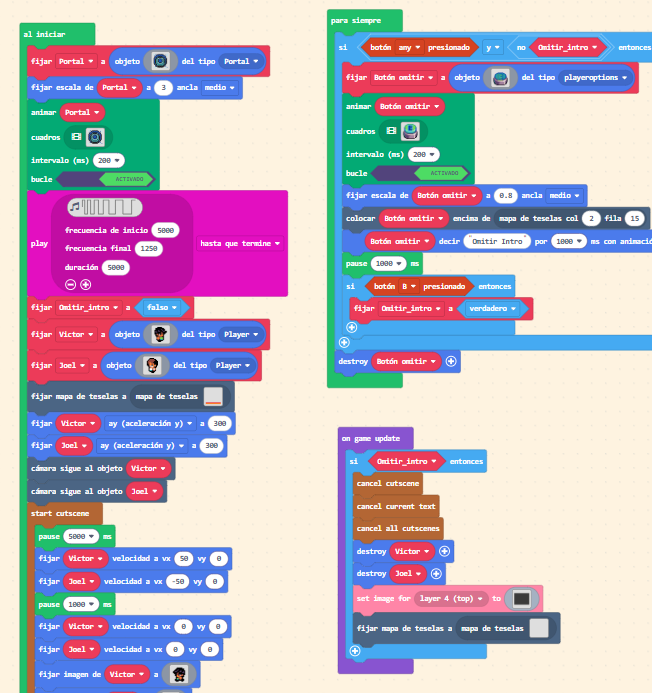 al iniciar
fijar Portal a objeto del tipo Portal
fijar escala de Portal a 3 ancla medio
animar Portal
cuadros
intervalo (ms) 200
bucle ACTIVADO
play
frecuencia de inicio 5000
frecuencia final 1250
duración 5000
hasta que termine
fijar Omitir_intro a falso
fijar Victor a objeto del tipo Player
fijar Joel a objeto del tipo Player
fijar mapa de teselas a mapa de teselas
fijar Victor ay (aceleración y) a 300
fijar Joel ay (aceleración y) a 300
cámara sigue al objeto Victor
cámara sigue al objeto Joel
start cutscene
pause 5000 ms
fijar Victor velocidad a vx 50 vy 0
fijar Joel velocidad a vx -50 vy 0
pause 1000 ms
fijar Victor velocidad a vx 0 vy 0
fijar Joel velocidad a vx 0 vy 0
fijar imagen de Victor a
para siempre
si botón any presionado y no Omitir_intro entonces
fijar Botón omitir a objeto del tipo playeroptions
animar Botón omitir
cuadros
intervalo (ms) 200
bucle ACTIVADO
fijar escala de Botón omitir a 0.8 ancla medio
colocar Botón omitir encima de mapa de teselas col 2 fila 15
Botón omitir decir "Omitir Intro" por 1000 ms con animació
pause 1000 ms
si botón B presionado entonces
fijar Omitir_intro a verdadero
destroy Botón omitir
on game update
si Omitir_intro entonces
cancel cutscene
cancel current text
cancel all cutscenes
destroy Victor
destroy Joel
set image for layer 4 (top) to
fijar mapa de teselas a mapa de teselas